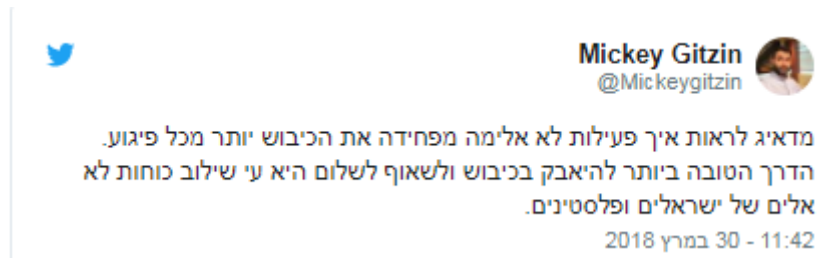 Mickey Gitzin
@Mickeygitzin
מדאיג לראות איך פעילות לא אלימה מפחידה את הכיבוש יותר מכל פיגוע.
הדרך הטובה ביותר להיאבק בכיבוש ולשאוף לשלום היא עי שילוב כוחות לא
אלים של ישראלים ופלסטינים.
11:42 - 30 במרץ 2018